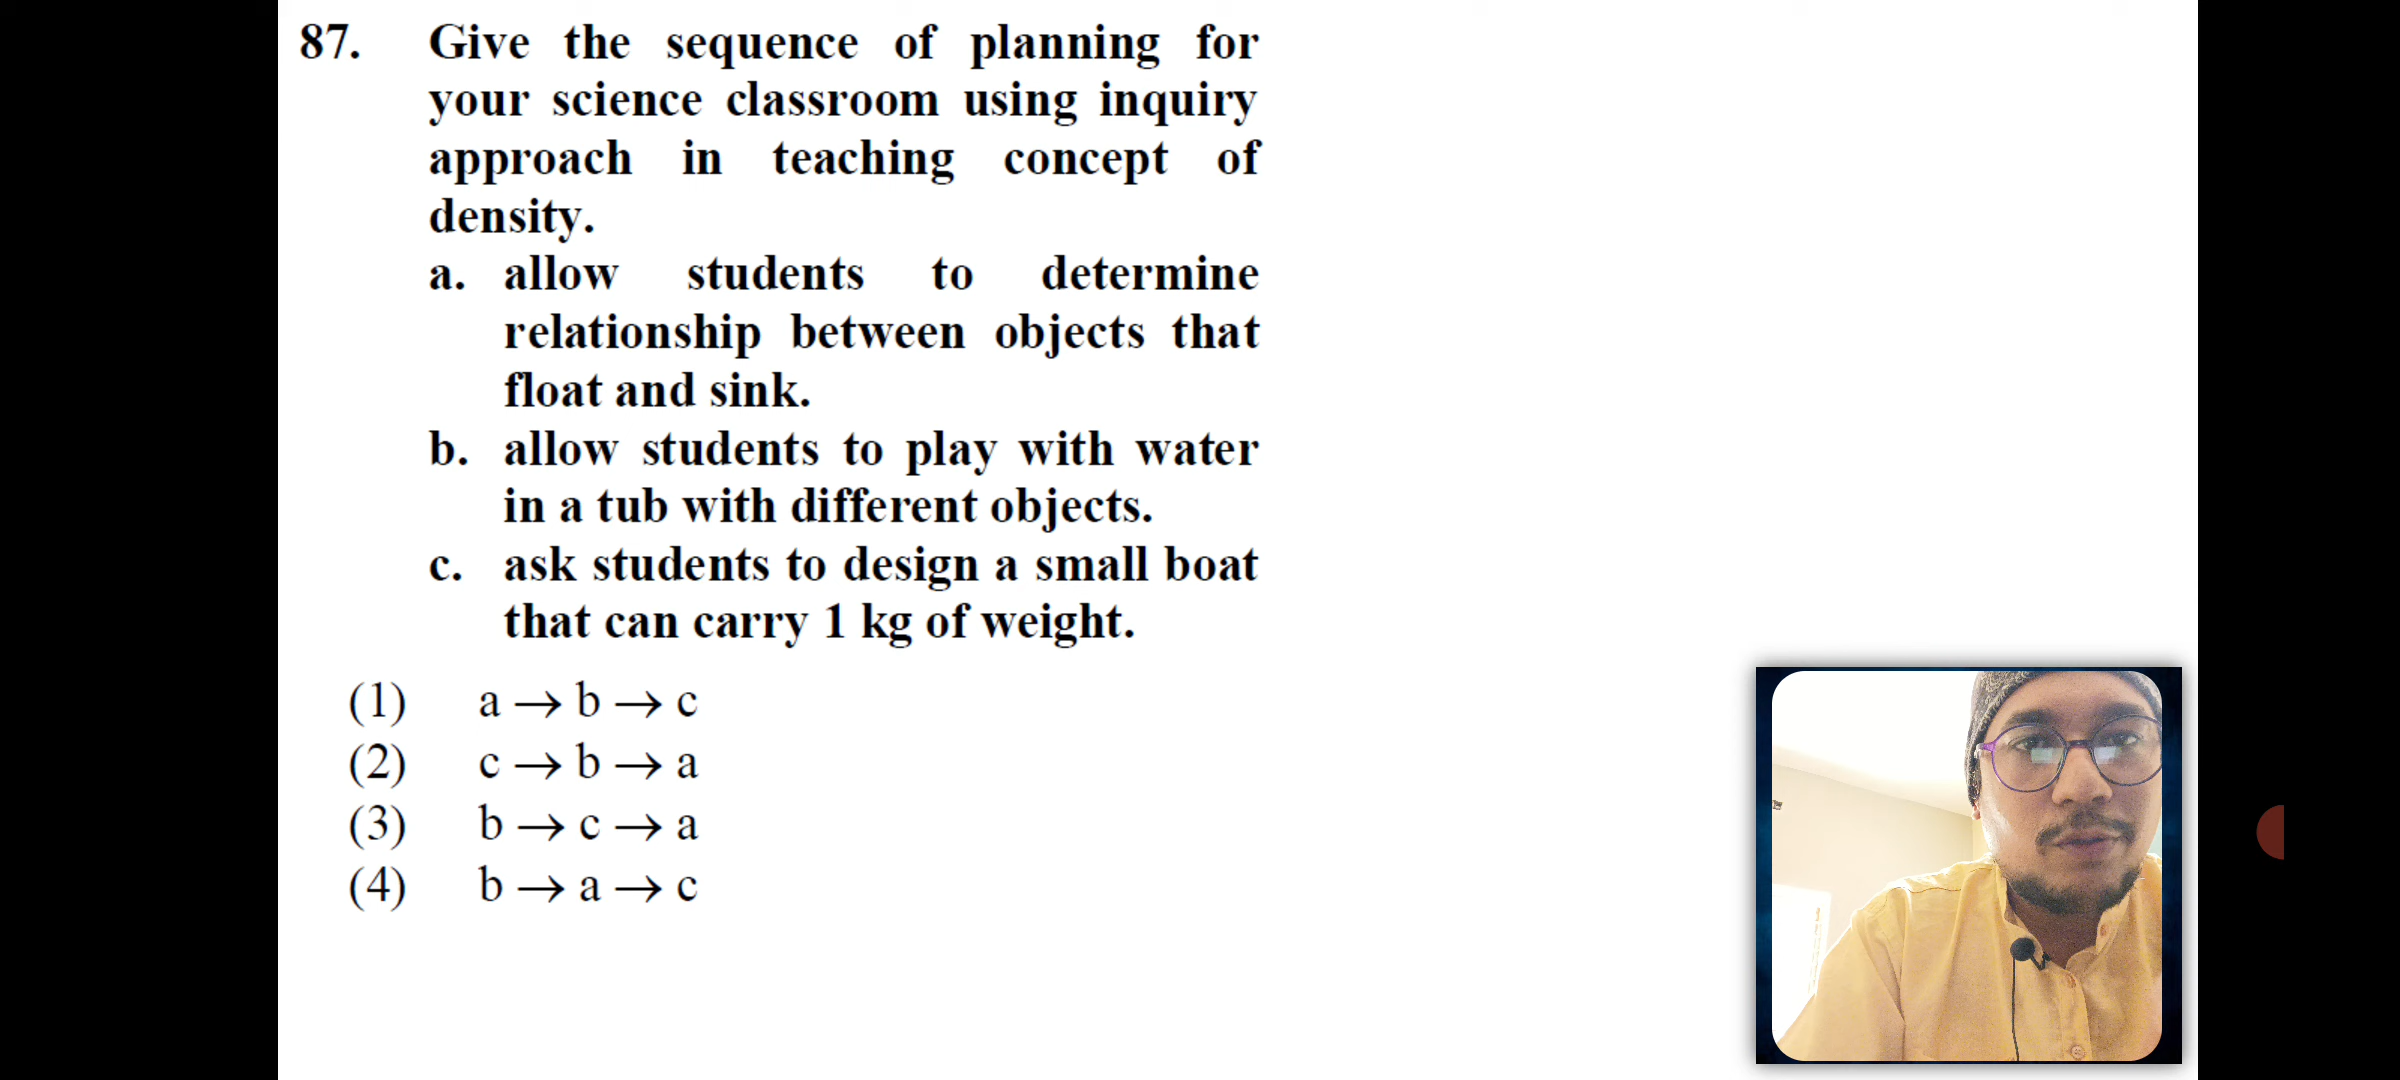 87. Give the sequence of planning for
your science classroom using inquiry
approach in teaching concept of
density.
a. allow students to determine
relationship between objects that
float and sink.
b. allow students to play with water
in a tub with different objects.
c. ask students to design a small boat
that can carry 1 kg of weight.
(1) a → b → c
(2) c → b → a
(3) b → c → a
(4) b → a → c